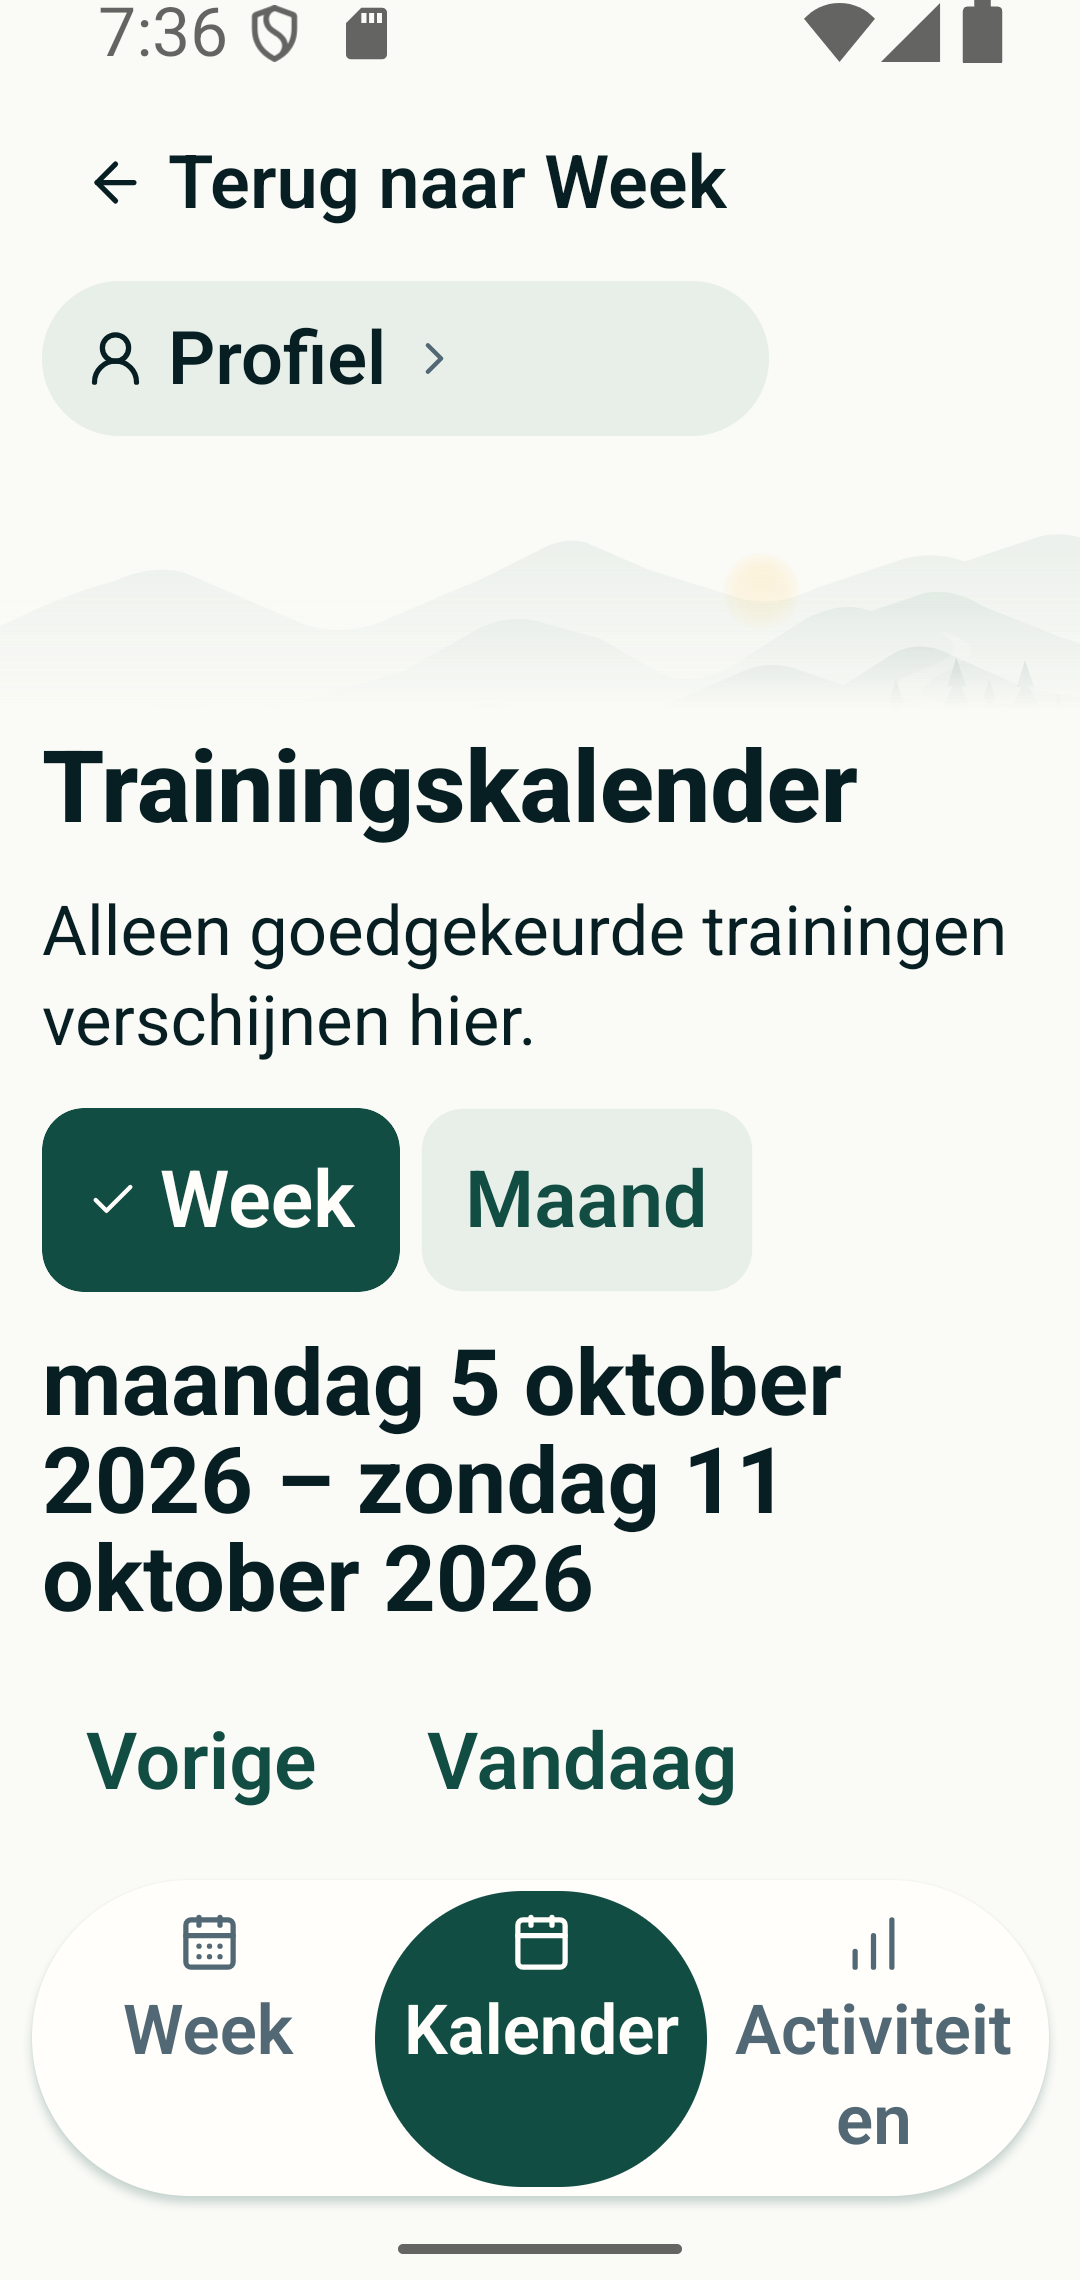 7:36
Terug naar Week
Profiel
Trainingskalender
Alleen goedgekeurde trainingen
verschijnen hier.
Week
Maand
maandag 5 oktober
2026 – zondag 11
oktober 2026
Vorige
Vandaag
Week
Kalender
Activiteit
en